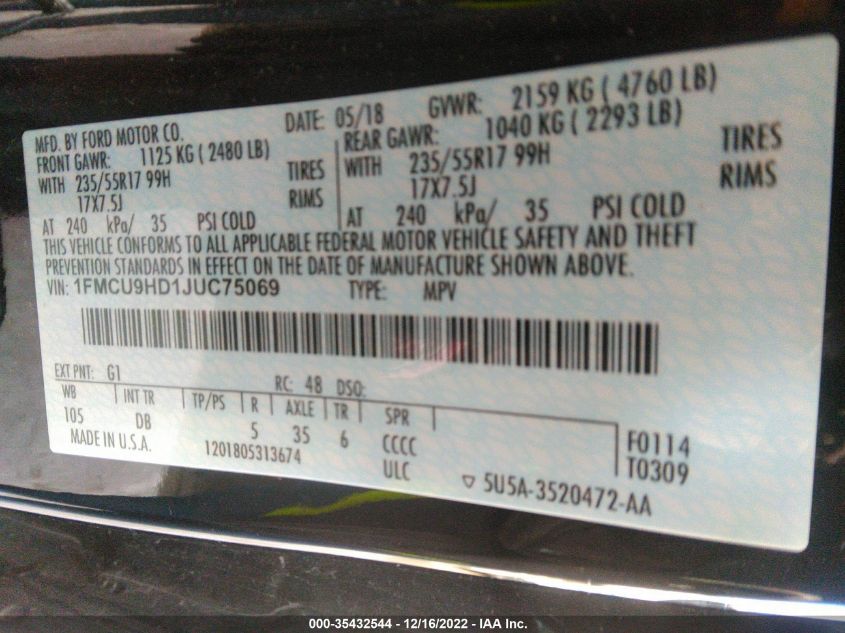 MFD. BY FORD MOTOR CO. DATE: 05/18 GVWR: 2159 KG ( 4760 LB)
FRONT GAWR: 1125 KG ( 2480 LB) REAR GAWR: 1040 KG ( 2293 LB)
WITH 235/55R17 99H TIRES WITH 235/55R17 99H TIRES
17X7.5J RIMS 17X7.5J RIMS
AT 240 kPa/ 35 PSI COLD AT 240 kPa/ 35 PSI COLD
THIS VEHICLE CONFORMS TO ALL APPLICABLE FEDERAL MOTOR VEHICLE SAFETY AND THEFT
PREVENTION STANDARDS IN EFFECT ON THE DATE OF MANUFACTURE SHOWN ABOVE.
VIN: 1FMCU9HD1JUC75069 TYPE: MPV
EXT PNT: G1 RC: 48 DSO:
WB INT TR TP/PS R AXLE TR SPR
105 DB 5 35 6 CCCC F0114
MADE IN U.S.A. 1201805313674 ULC T0309
5U5A-3520472-AA
000-35432544 - 12/16/2022 - IAA Inc.